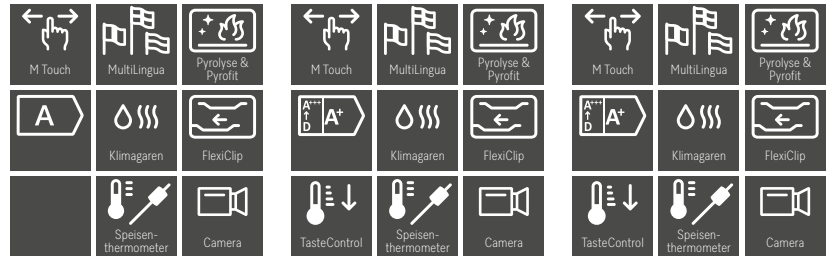 M Touch MultiLingua Pyrolyse &
Pyrofit
A
Klimagaren FlexiClip
Speisen-
thermometer Camera
M Touch MultiLingua Pyrolyse &
Pyrofit
A+++
D A+
Klimagaren FlexiClip
TasteControl Speisen-
thermometer Camera
M Touch MultiLingua Pyrolyse &
Pyrofit
A+++
D A+
Klimagaren FlexiClip
TasteControl Speisen-
thermometer Camera